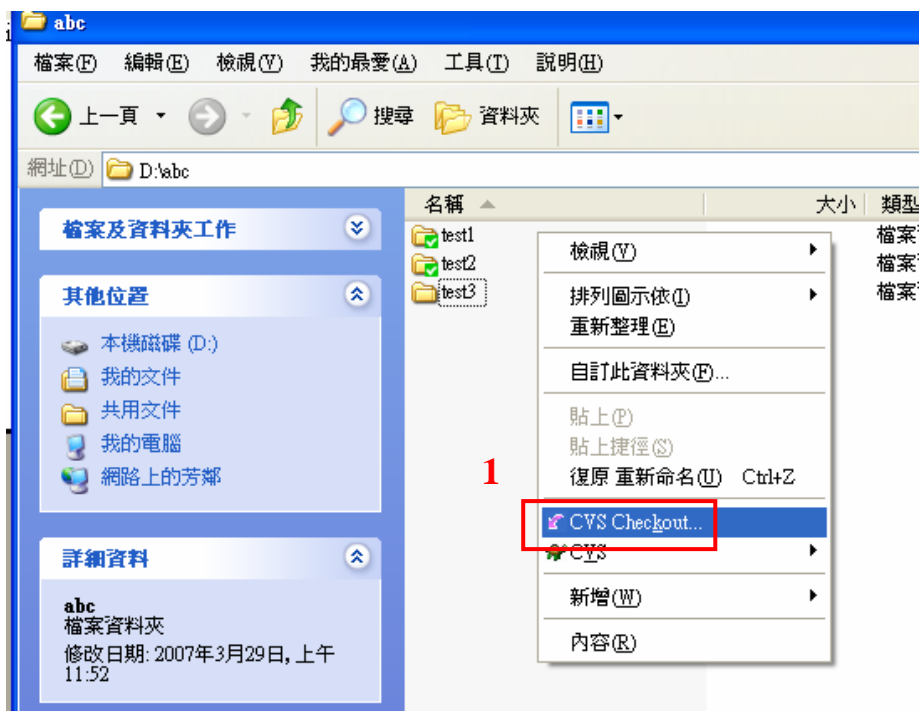 abc
檔案(F) 編輯(E) 檢視(V) 我的最愛(A) 工具(T) 說明(H)
上一頁 搜尋 資料夾
網址(D) D:\abc
名稱 大小 類型
檔案及資料夾工作
其他位置
本機磁碟 (D:)
我的文件
共用文件
我的電腦
網路上的芳鄰
詳細資料
abc
檔案資料夾
修改日期: 2007年3月29日, 上午
11:52
test1 檔案
test2 檔案
test3 檔案
檢視(V)
排列圖示依(I)
重新整理(E)
自訂此資料夾(F)...
貼上(P)
貼上捷徑(S)
復原 重新命名(U) Ctrl+Z
1
CVS Checkout...
CVS
新增(W)
內容(R)